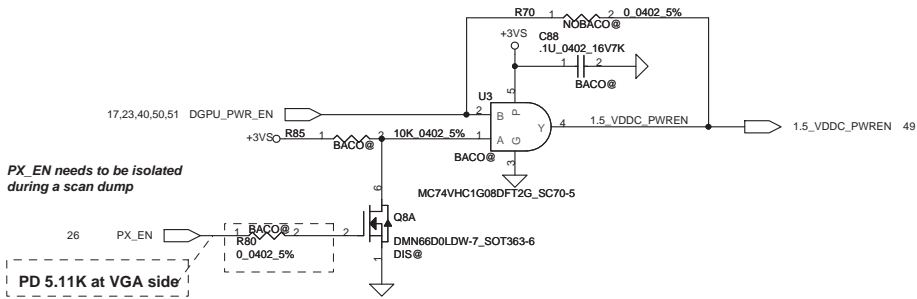 R70 1 2 0_0402_5%
NOBACO@
+3VS
C88
.1U_0402_16V7K
1 2
BACO@
U3
5
17,23,40,50,51 DGPU_PWR_EN
2 B P
Y 4 1.5_VDDC_PWREN
1.5_VDDC_PWREN 49
+3VS R85 1 2 10K_0402_5% 1 A G
BACO@
BACO@
3
MC74VHC1G08DFT2G_SC70-5
PX_EN needs to be isolated
during a scan dump
6
Q8A
26 PX_EN
BACO@
1 2 2
R80
0_0402_5%
DMN66D0LDW-7_SOT363-6
DIS@
1
PD 5.11K at VGA side